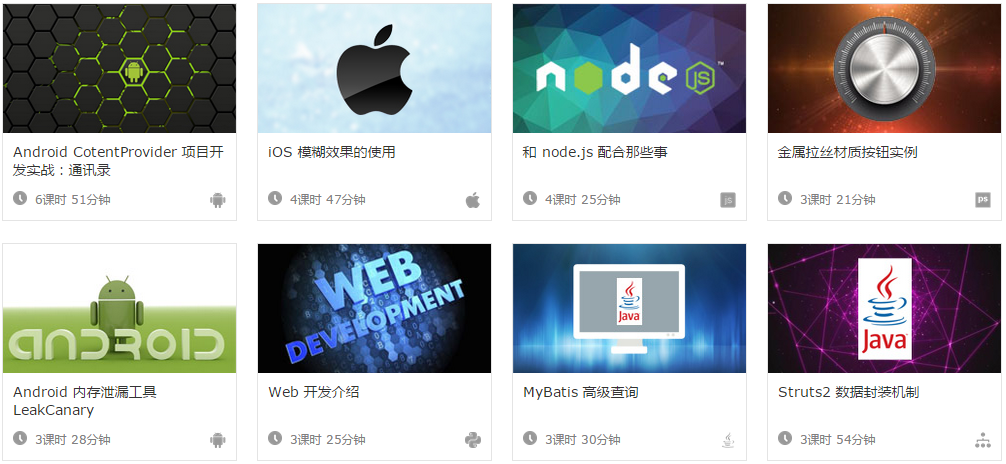 node JS ™
Android CotentProvider 项目开
发实战：通讯录
6课时 51分钟
iOS 模糊效果的使用
4课时 47分钟
和 node.js 配合那些事
4课时 25分钟
js
金属拉丝材质按钮实例
3课时 21分钟
ps
ANDROID
Android 内存泄漏工具
LeakCanary
3课时 28分钟
WEB
DEVELOPMENT
Web 开发介绍
3课时 25分钟
Java
MyBatis 高级查询
3课时 30分钟
Java
Struts2 数据封装机制
3课时 54分钟